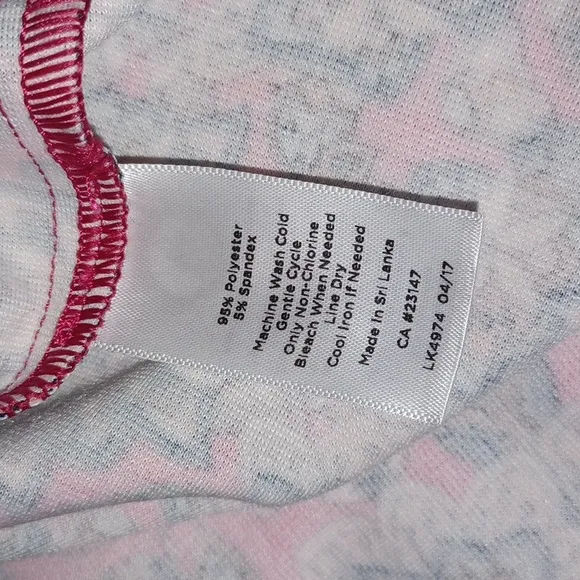 95% Polyester
5% Spandex
Machine Wash Cold
Gentle Cycle
Only Non-Chlorine
Bleach When Needed
Line Dry
Cool Iron If Needed
Made In Sri Lanka
CA #23147
LK4974 04/17